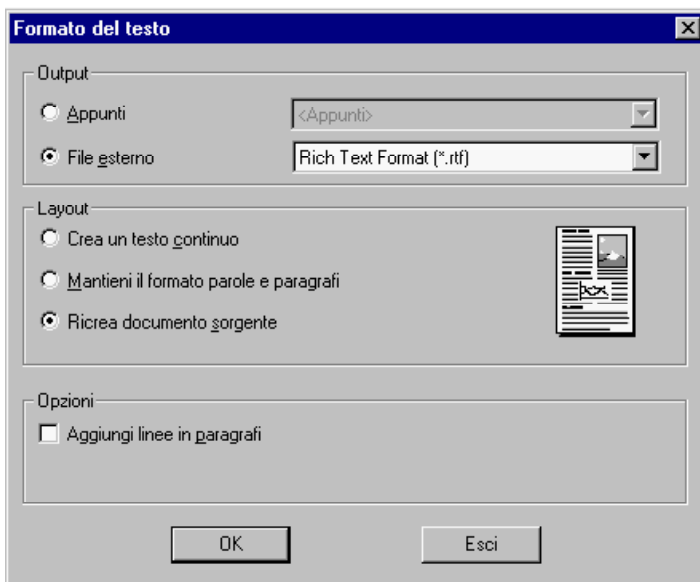 Formato del testo
Output
Appunti
<Appunti>
File esterno
Rich Text Format (*.rtf)
Layout
Crea un testo continuo
Mantieni il formato parole e paragrafi
Ricrea documento sorgente
Opzioni
Aggiungi linee in paragrafi
OK Esci